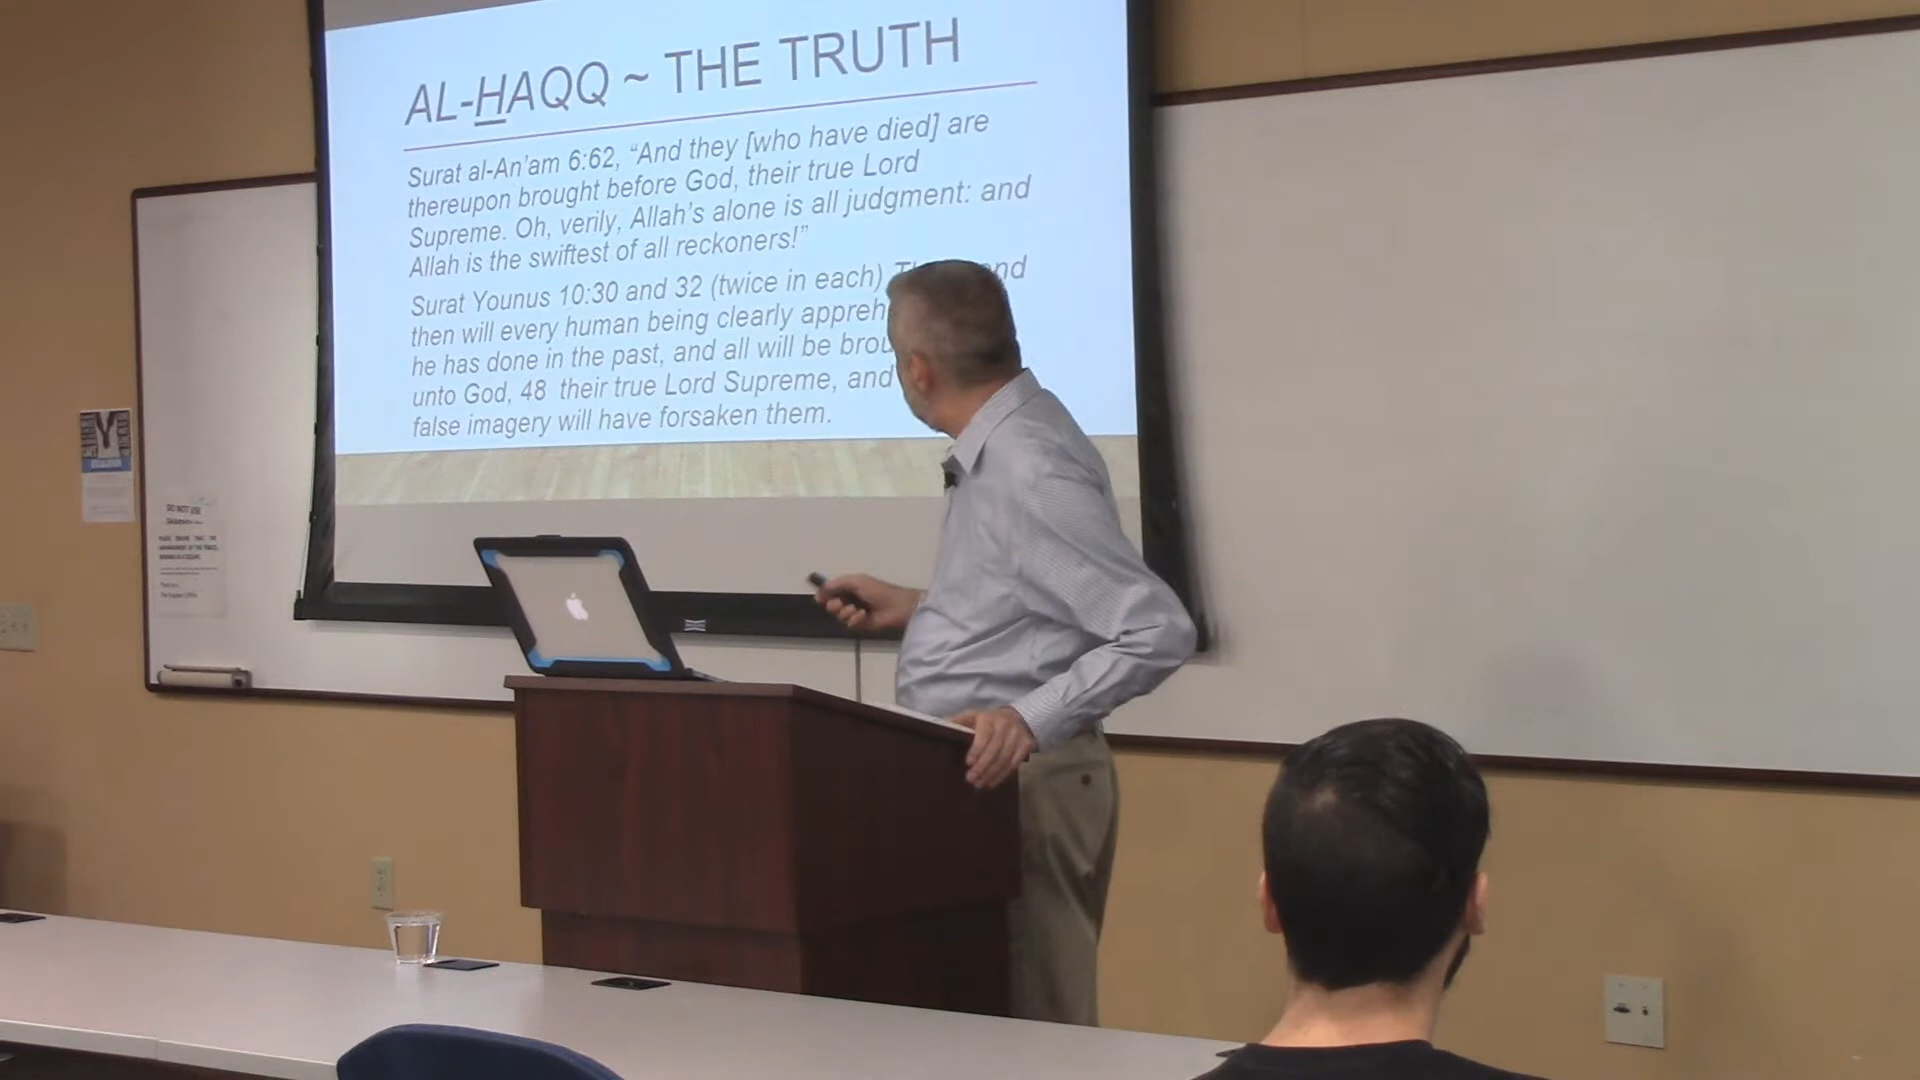 AL-HAQQ ~ THE TRUTH
Surat al-An'am 6:62, “And they [who have died] are
thereupon brought before God, their true Lord
Supreme. Oh, verily, Allah's alone is all judgment: and
Allah is the swiftest of all reckoners!”
Surat Younus 10:30 and 32 (twice in each)
then will every human being clearly
he has done in the past, and all will be
unto God, 48 their true Lord Supreme, and
false imagery will have forsaken them.
DO NOT USE